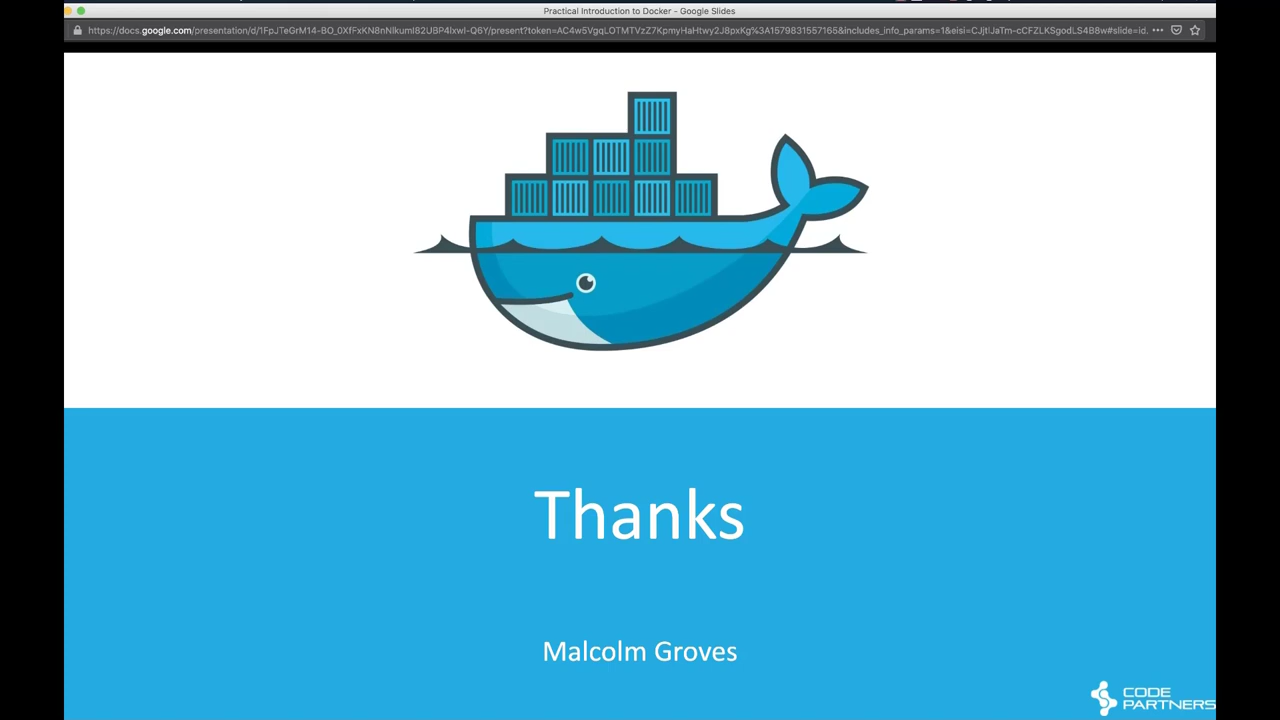 Practical Introduction to Docker - Google Slides
Thanks
Malcolm Groves
CODE
PARTNERS